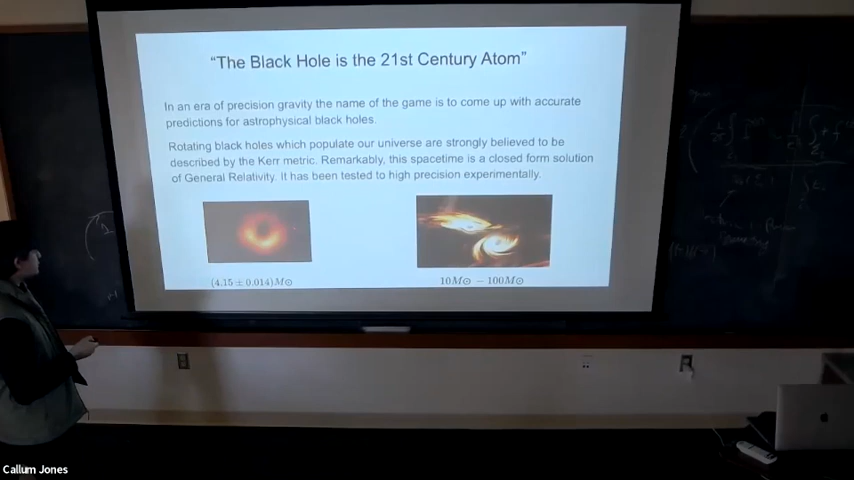 “The Black Hole is the 21st Century Atom”
In an era of precision gravity the name of the game is to come up with accurate
predictions for astrophysical black holes.
Rotating black holes which populate our universe are strongly believed to be
described by the Kerr metric. Remarkably, this spacetime is a closed form solution
of General Relativity. It has been tested to high precision experimentally.
(4.15 ± 0.014)M⊙
10M⊙ − 100M⊙
Callum Jones